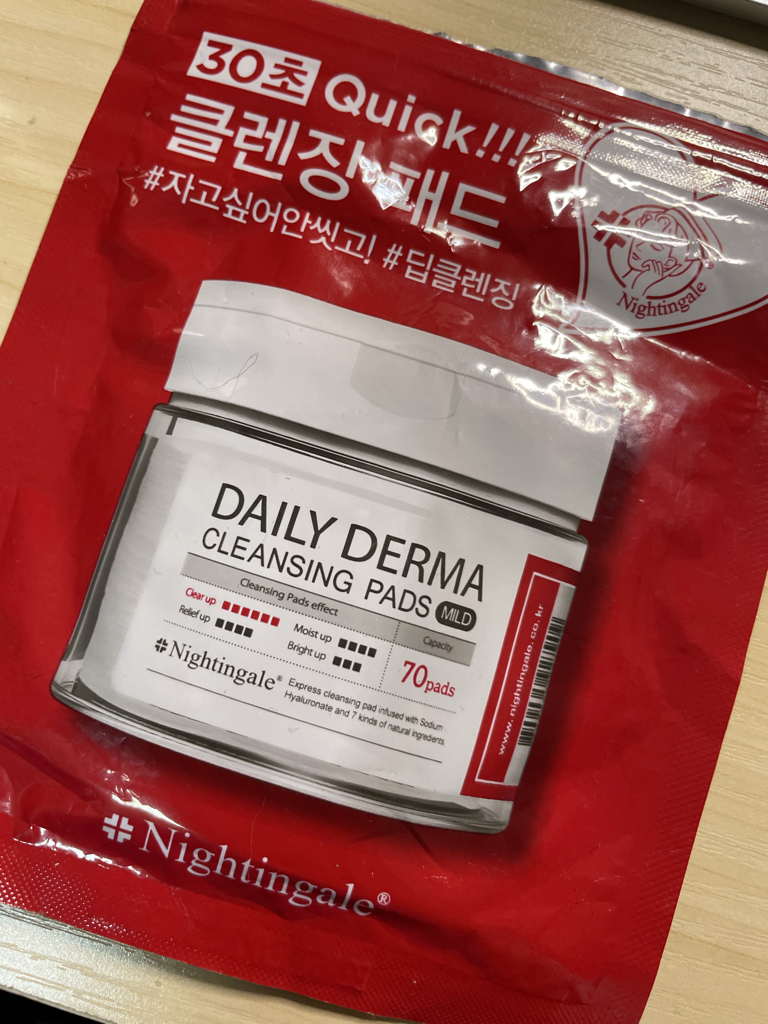 30초 Quick!!!
클렌징 패드
#자고싶어안씻고! #딥클렌징
Nightingale
DAILY DERMA
CLEANSING PADS MILD
Cleansing Pads effect
Capacity
Clear up
Moist up
Relief up
Bright up
70pads
Nightingale®
Express cleansing pad infused with Sodium
Hyaluronate and 7 kinds of natural ingredients.
www.nightingale.co.kr
Nightingale®